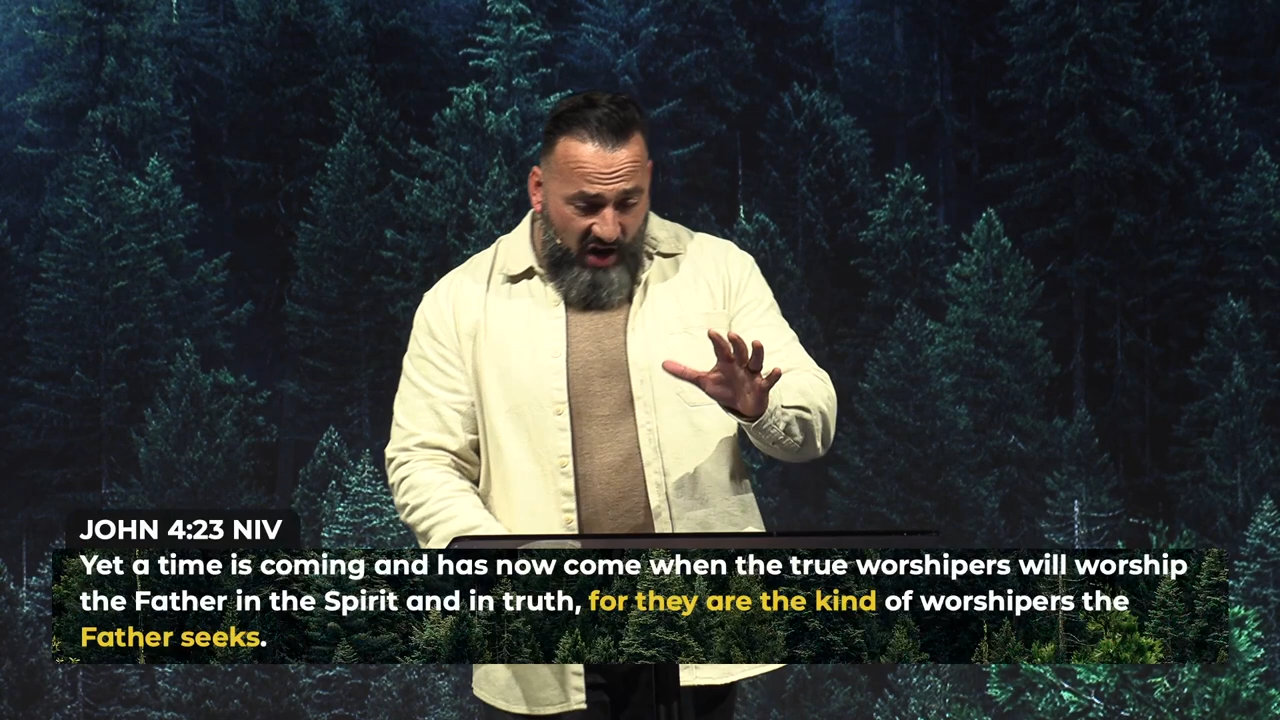 JOHN 4:23 NIV
Yet a time is coming and has now come when the true worshipers will worship
the Father in the Spirit and in truth, for they are the kind of worshipers the
Father seeks.